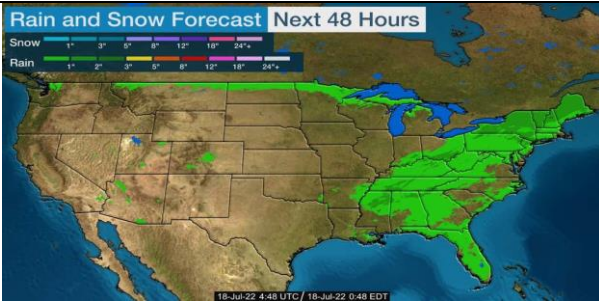 Rain and Snow Forecast Next 48 Hours
Snow 1" 3" 5" 8" 12" 18" 24"+
Rain 1" 2" 3" 5" 8" 12" 18" 24"+
18-Jul-22 4:48 UTC / 18-Jul-22 0:48 EDT